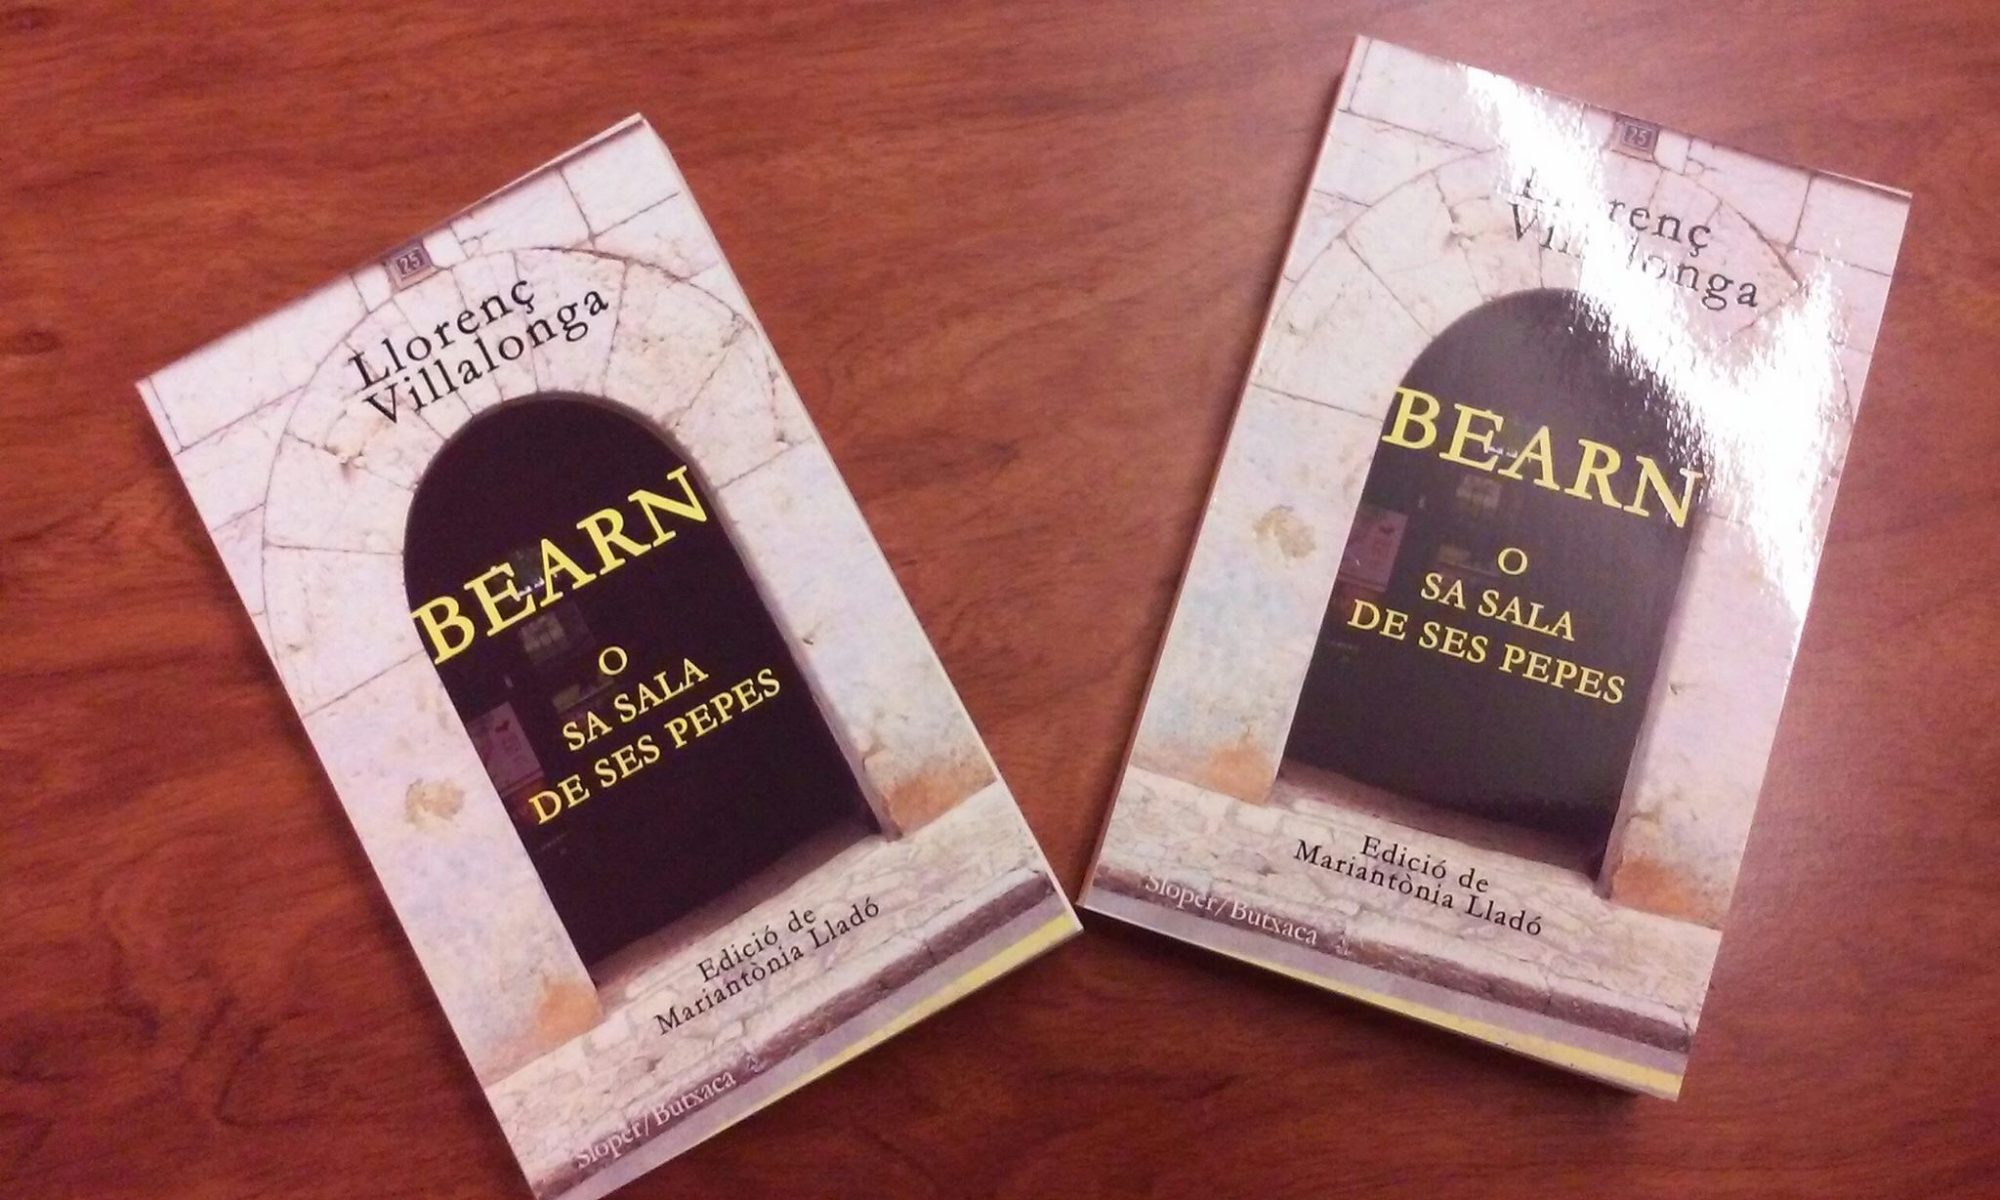 25
Llorenç
Villalonga
BEARN
O
SA SALA
DE SES PEPES
Edició de
Mariantònia Lladó
Sloper/Butxaca
25
Llorenç
Villalonga
BEARN
O
SA SALA
DE SES PEPES
Edició de
Mariantònia Lladó
Sloper/Butxaca